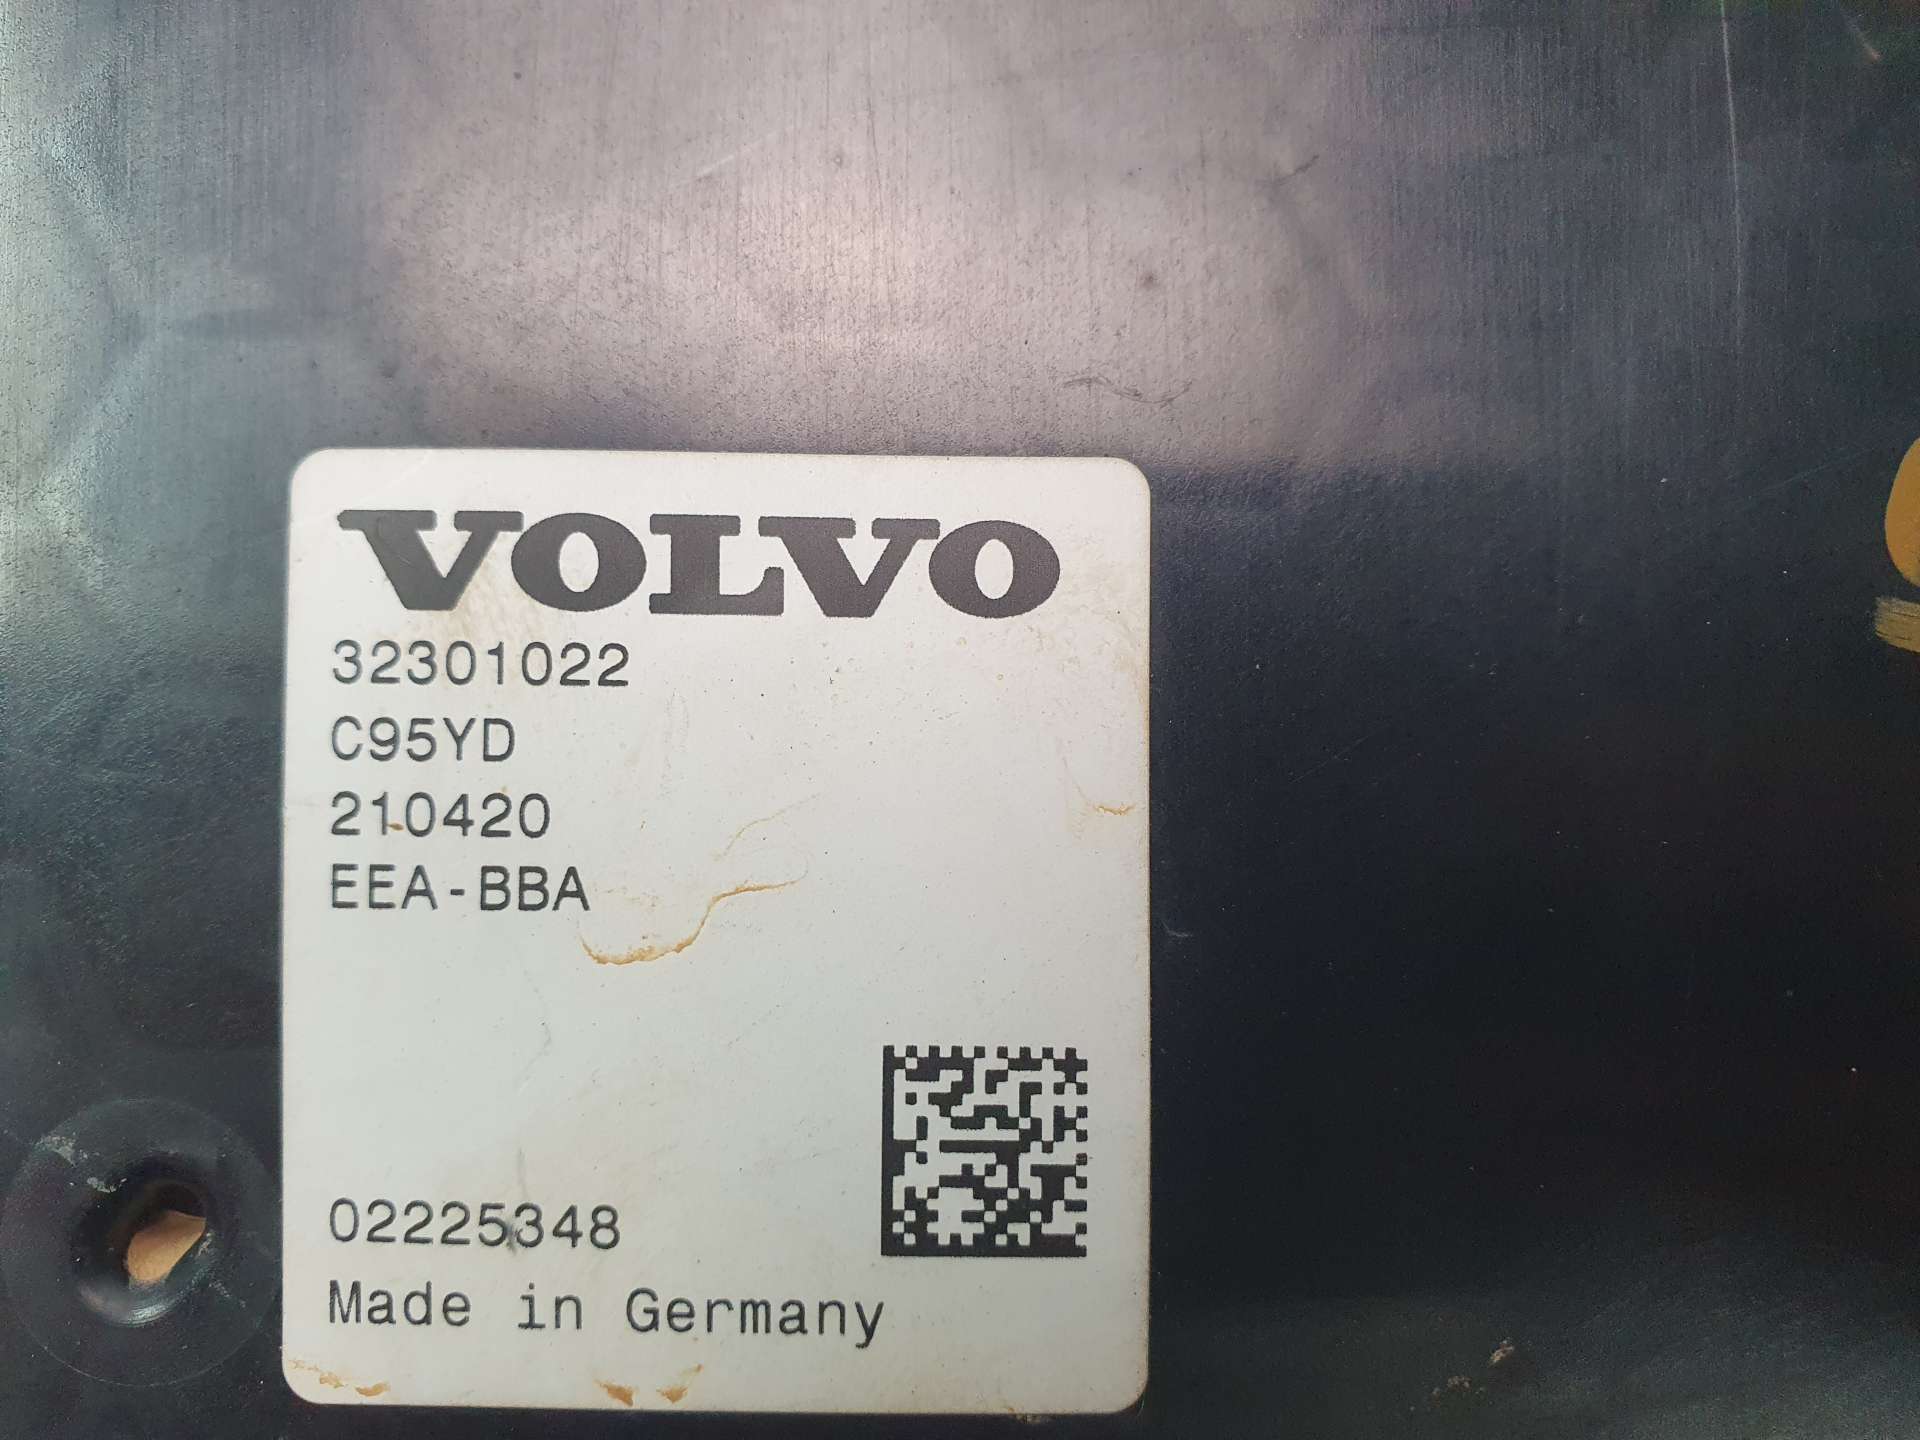 VOLVO
32301022
C95YD
210420
EEA-BBA
02225348
Made in Germany